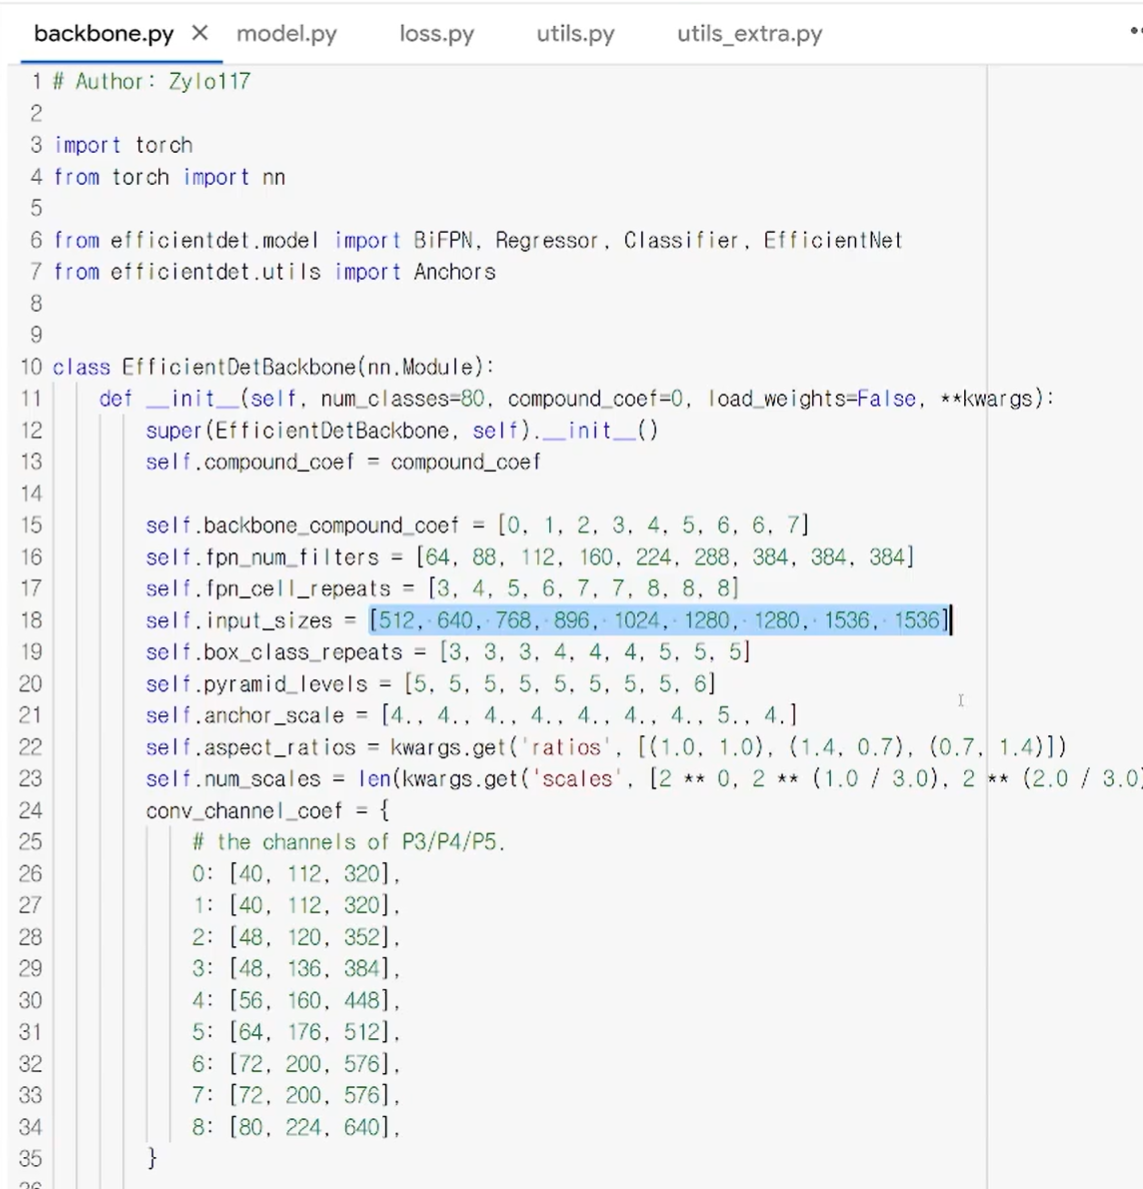 backbone.py × model.py loss.py utils.py utils_extra.py
1 # Author: Zylo117
2
3 import torch
4 from torch import nn
5
6 from efficientdet.model import BiFPN, Regressor, Classifier, EfficientNet
7 from efficientdet.utils import Anchors
8
9
10 class EfficientDetBackbone(nn.Module):
11 def __init__(self, num_classes=80, compound_coef=0, load_weights=False, **kwargs):
12 super(EfficientDetBackbone, self).__init__()
13 self.compound_coef = compound_coef
14
15 self.backbone_compound_coef = [0, 1, 2, 3, 4, 5, 6, 6, 7]
16 self.fpn_num_filters = [64, 88, 112, 160, 224, 288, 384, 384, 384]
17 self.fpn_cell_repeats = [3, 4, 5, 6, 7, 7, 8, 8, 8]
18 self.input_sizes = [512, 640, 768, 896, 1024, 1280, 1280, 1536, 1536]
19 self.box_class_repeats = [3, 3, 3, 4, 4, 4, 5, 5, 5]
20 self.pyramid_levels = [5, 5, 5, 5, 5, 5, 5, 5, 6]
21 self.anchor_scale = [4., 4., 4., 4., 4., 4., 4., 5., 4.]
22 self.aspect_ratios = kwargs.get('ratios', [(1.0, 1.0), (1.4, 0.7), (0.7, 1.4)])
23 self.num_scales = len(kwargs.get('scales', [2 ** 0, 2 ** (1.0 / 3.0), 2 ** (2.0 / 3.0)
24 conv_channel_coef = {
25 # the channels of P3/P4/P5.
26 0: [40, 112, 320],
27 1: [40, 112, 320],
28 2: [48, 120, 352],
29 3: [48, 136, 384],
30 4: [56, 160, 448],
31 5: [64, 176, 512],
32 6: [72, 200, 576],
33 7: [72, 200, 576],
34 8: [80, 224, 640],
35 }